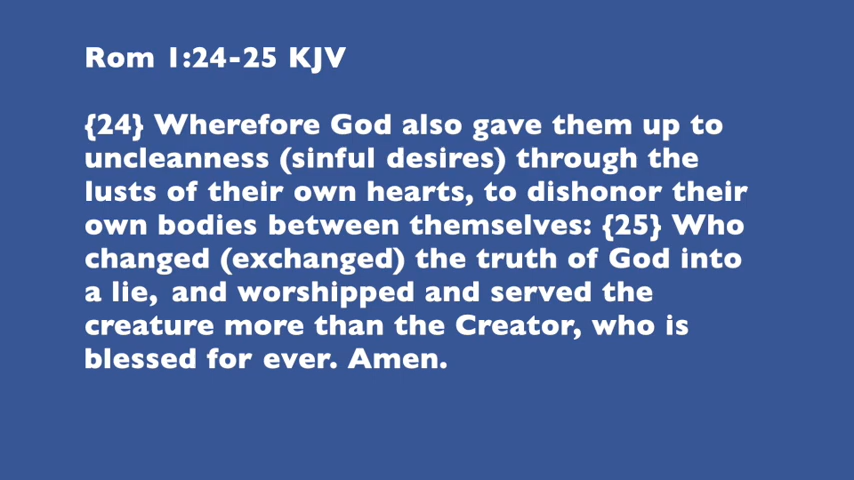 Rom 1:24-25 KJV
{24} Wherefore God also gave them up to
uncleanness (sinful desires) through the
lusts of their own hearts, to dishonor their
own bodies between themselves: {25} Who
changed (exchanged) the truth of God into
a lie, and worshipped and served the
creature more than the Creator, who is
blessed for ever. Amen.